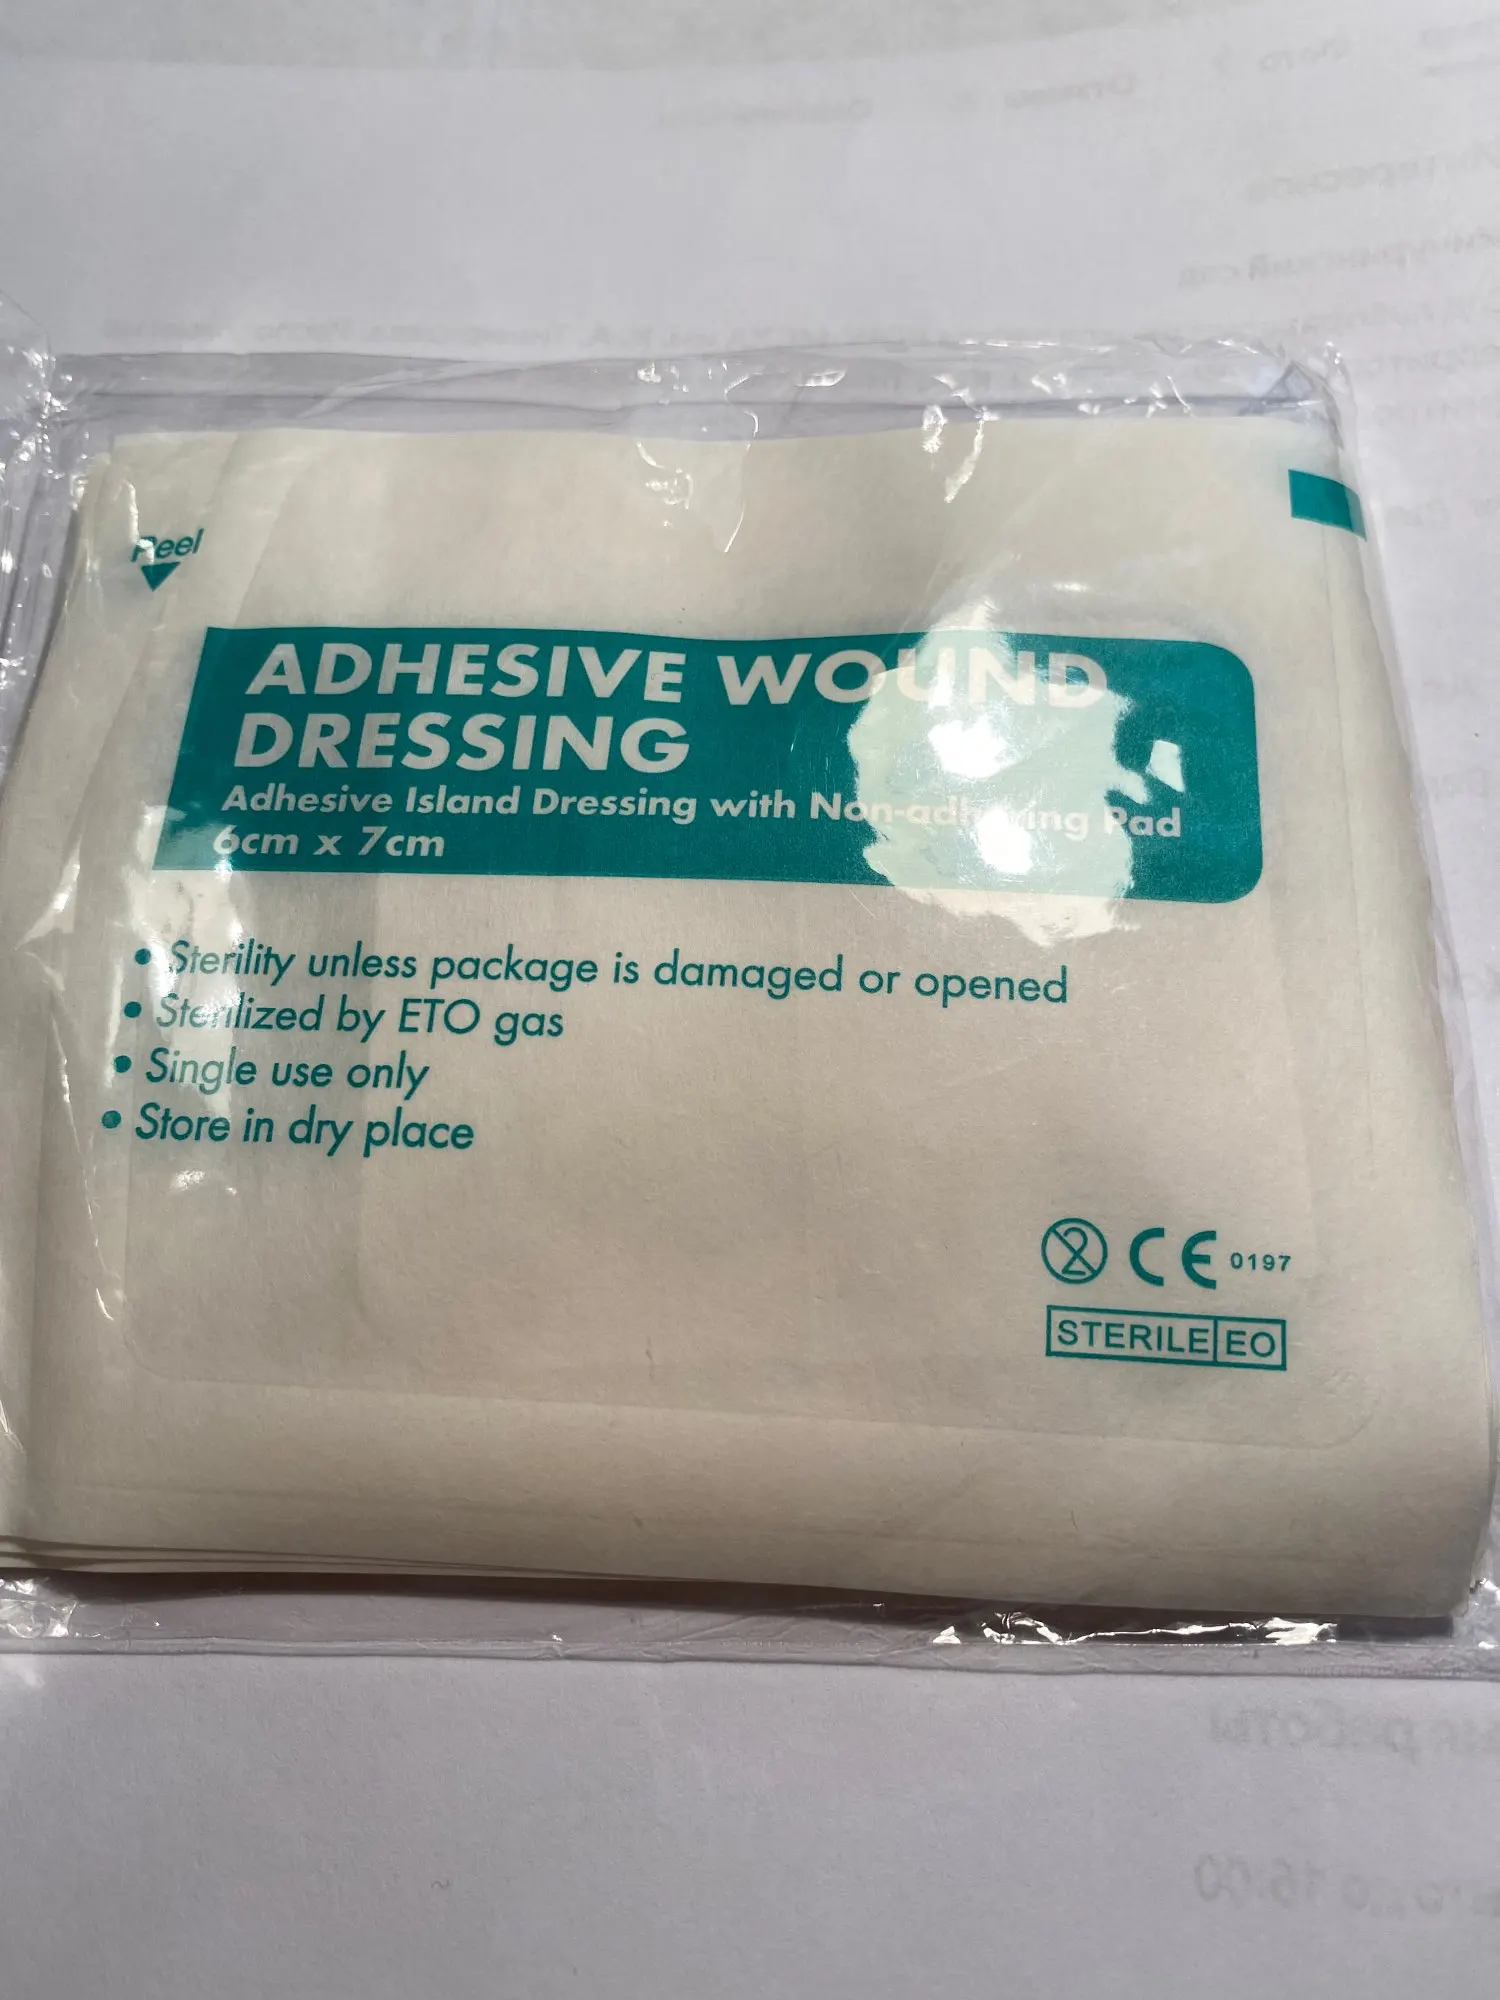 Peel
ADHESIVE WOUND
DRESSING
Adhesive Island Dressing with Non-adhering Pad
6cm x 7cm
• Sterility unless package is damaged or opened
• Sterilized by ETO gas
• Single use only
• Store in dry place
2 CE 0197
STERILE EO